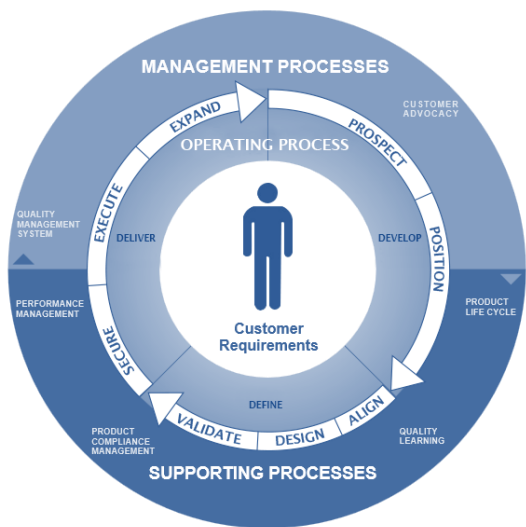 MANAGEMENT PROCESSES
CUSTOMER
ADVOCACY
EXPAND
PROSPECT
OPERATING PROCESS
EXECUTE
QUALITY
MANAGEMENT
SYSTEM
DELIVER
DEVELOP
POSITION
PERFORMANCE
MANAGEMENT
PRODUCT
LIFE CYCLE
Customer
Requirements
SECURE
DEFINE
ALIGN
VALIDATE
DESIGN
PRODUCT
COMPLIANCE
MANAGEMENT
QUALITY
LEARNING
SUPPORTING PROCESSES